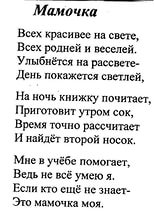 Мамочка
Всех красивее на свете,
Всех родней и веселей.
Улыбнётся на рассвете-
День покажется светлей,
На ночь книжку почитает,
Приготовит утром сок,
Время точно рассчитает
И найдёт второй носок.
Мне в учёбе помогает,
Ведь не всё умею я.
Если кто ещё не знает-
Это мамочка моя.